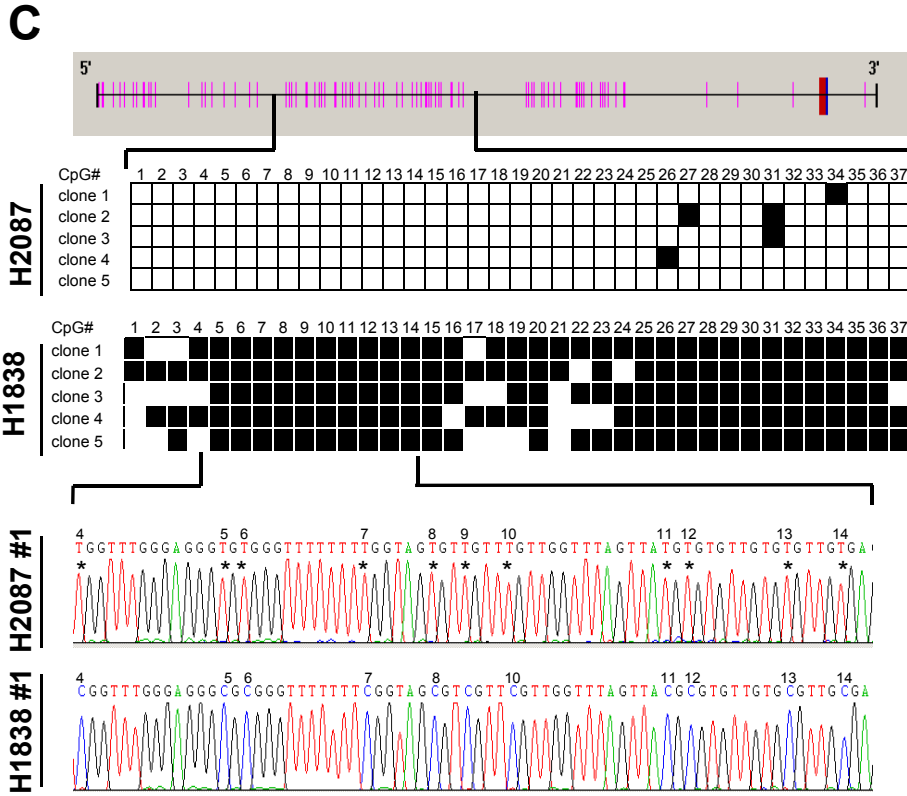 C
5' 3'
CpG# 1 2 3 4 5 6 7 8 9 10 11 12 13 14 15 16 17 18 19 20 21 22 23 24 25 26 27 28 29 30 31 32 33 34 35 36 37
H2087
clone 1
clone 2
clone 3
clone 4
clone 5
CpG# 1 2 3 4 5 6 7 8 9 10 11 12 13 14 15 16 17 18 19 20 21 22 23 24 25 26 27 28 29 30 31 32 33 34 35 36 37
H1838
clone 1
clone 2
clone 3
clone 4
clone 5
H2087 #1
4 5 6 7 8 9 10 11 12 13 14
TGGTTTGGGAGGGTGTGGGTTTTTTTTGGTAGTGTTGTTTGTTGGTTTAGTTATGTGTGTTGTGTGTTGTGA
* * * * * * * * * * *
H1838 #1
4 5 6 7 8 9 10 11 12 13 14
CGGTTTGGGAGGGCGCGGGTTTTTTTCGGTAGCGTCGTTCGTTGGTTTAGTTACGCGTGTTGTGCGTTGCGA